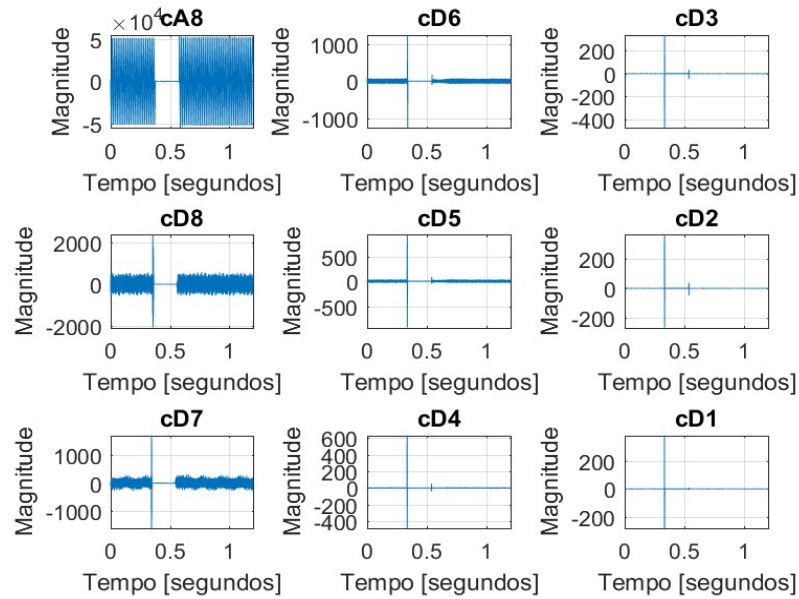 ×10⁴
cA8
Magnitude
5
0
-5
0 0.5 1
Tempo [segundos]
cD6
Magnitude
1000
0
-1000
0 0.5 1
Tempo [segundos]
cD3
Magnitude
200
0
-200
-400
0 0.5 1
Tempo [segundos]
cD8
Magnitude
2000
0
-2000
0 0.5 1
Tempo [segundos]
cD5
Magnitude
500
0
-500
0 0.5 1
Tempo [segundos]
cD2
Magnitude
200
0
-200
0 0.5 1
Tempo [segundos]
cD7
Magnitude
1000
0
-1000
0 0.5 1
Tempo [segundos]
cD4
Magnitude
600
400
200
0
-200
-400
0 0.5 1
Tempo [segundos]
cD1
Magnitude
200
0
-200
0 0.5 1
Tempo [segundos]